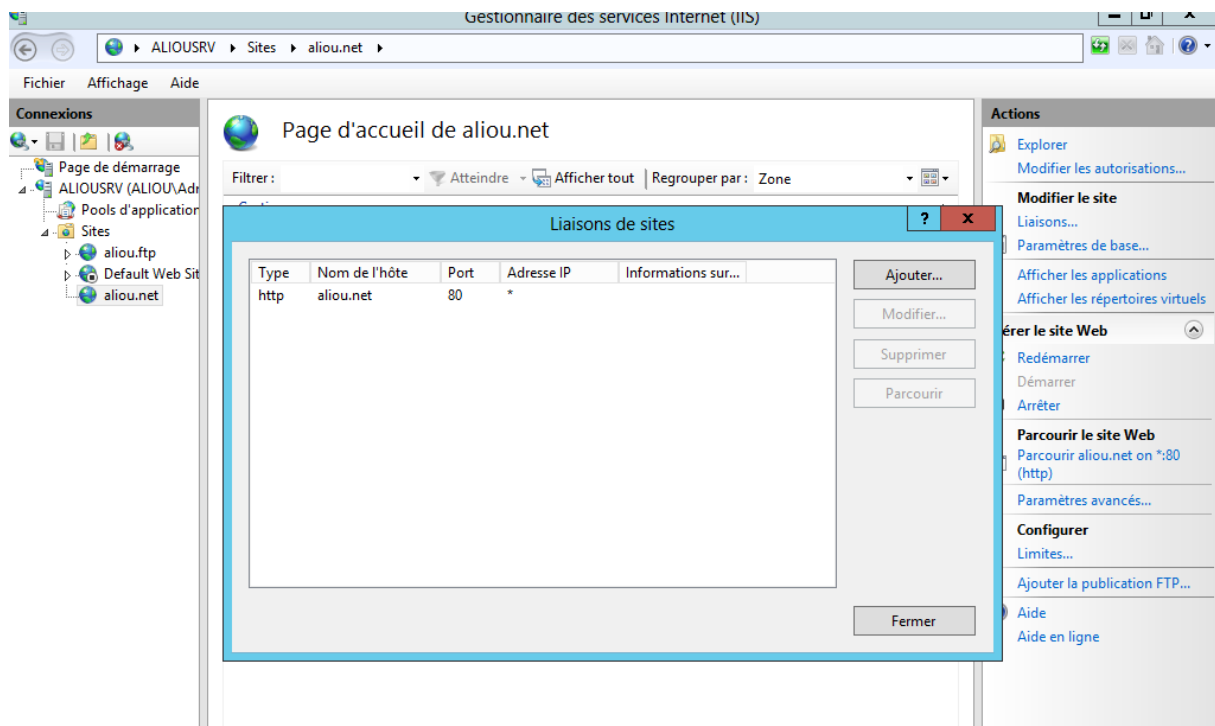 Gestionnaire des services Internet (IIS)
ALIOUSRV Sites aliou.net
Fichier Affichage Aide
Connexions
Page de démarrage
ALIOUSRV (ALIOU\Adr
Pools d'application
Sites
aliou.ftp
Default Web Sit
aliou.net
Page d'accueil de aliou.net
Filtrer : Atteindre Afficher tout Regrouper par : Zone
Liaisons de sites
? x
Type Nom de l'hôte Port Adresse IP Informations sur...
http aliou.net 80 *
Ajouter...
Modifier...
Supprimer
Parcourir
Fermer
Actions
Explorer
Modifier les autorisations...
Modifier le site
Liaisons...
Paramètres de base...
Afficher les applications
Afficher les répertoires virtuels
érer le site Web
Redémarrer
Démarrer
Arrêter
Parcourir le site Web
Parcourir aliou.net on *:80
(http)
Paramètres avancés...
Configurer
Limites...
Ajouter la publication FTP...
Aide
Aide en ligne